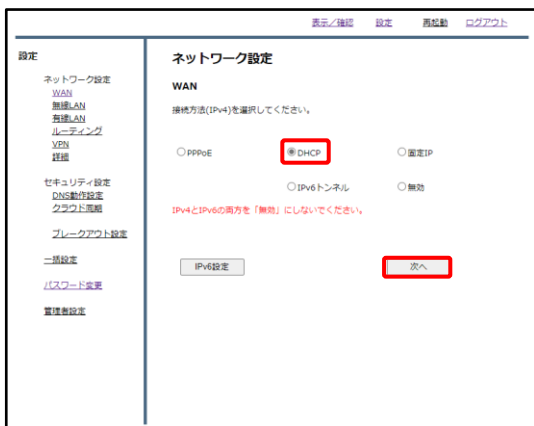 表示／確認 設定 再起動 ログアウト
設定
ネットワーク設定
WAN
無線LAN
有線LAN
ルーティング
VPN
詳細
セキュリティ設定
DNS動作設定
クラウド同期
ブレークアウト設定
一括設定
パスワード変更
管理者設定
ネットワーク設定
WAN
接続方法(IPv4)を選択してください。
PPPoE DHCP 固定IP
IPv6トンネル 無効
IPv4とIPv6の両方を「無効」にしないでください。
IPv6設定 次へ